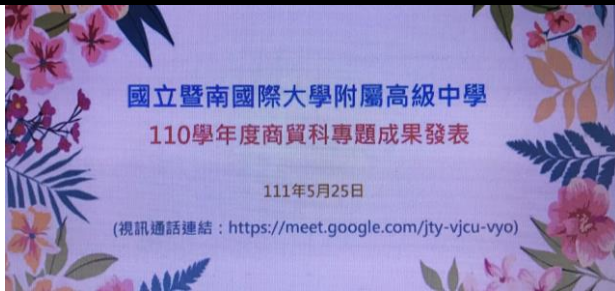 國立暨南國際大學附屬高級中學
110學年度商貿科專題成果發表
111年5月25日
(視訊通話連結：https://meet.google.com/jty-vjcu-vyo)